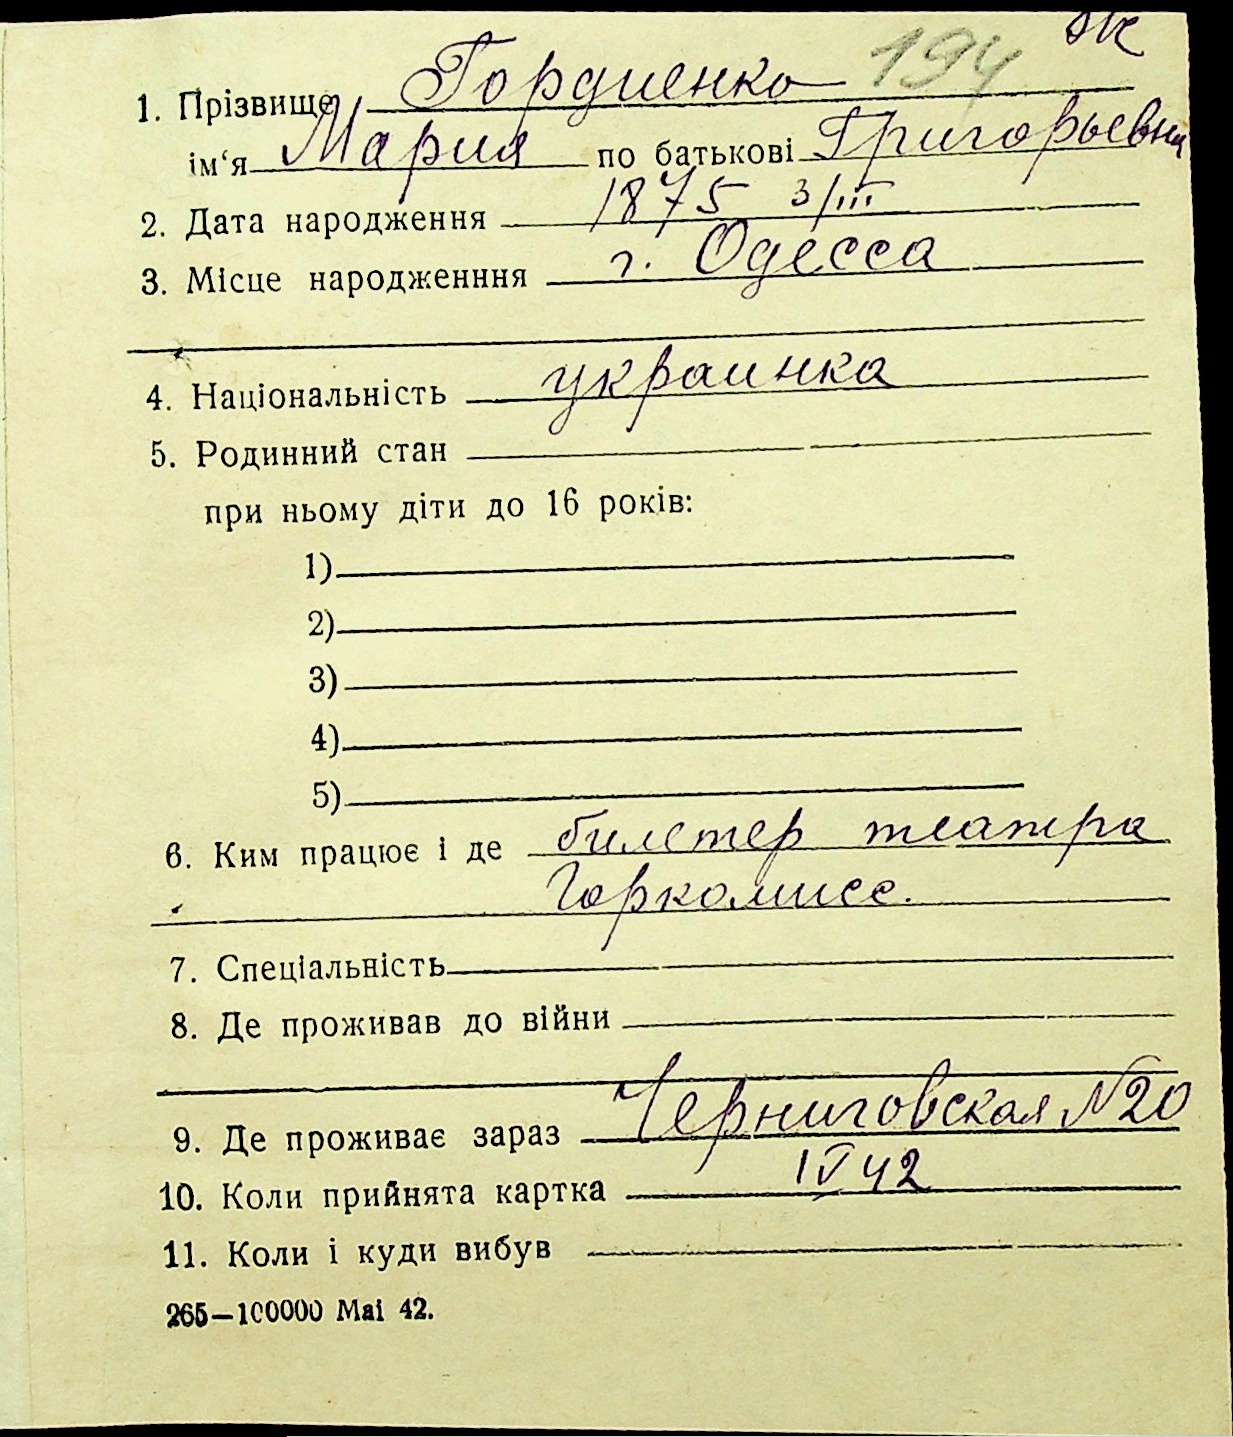 194 ЖК
1. Прізвище Гордиенко
ім‘я Мария по батькові Григорьевна
2. Дата народження 1875 3/III
3. Місце народженння г. Одесса
4. Національність украинка
5. Родинний стан
при ньому діти до 16 років:
1)
2)
3)
4)
5)
6. Ким працює і де билетер театра
Горкомисс.
7. Спеціальність
8. Де проживав до війни
9. Де проживає зараз Черниговская N20
10. Коли прийнята картка IV 42
11. Коли і куди вибув
265—100000 Mai 42.